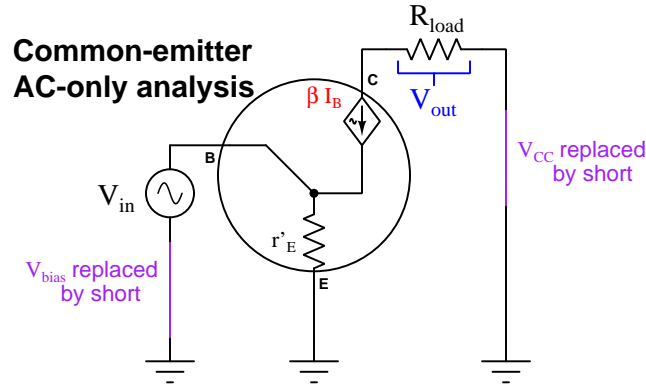 Common-emitter
AC-only analysis
R_load
C
β I_B
V_out
B
V_in
V_CC replaced
by short
r'_E
V_bias replaced
by short
E